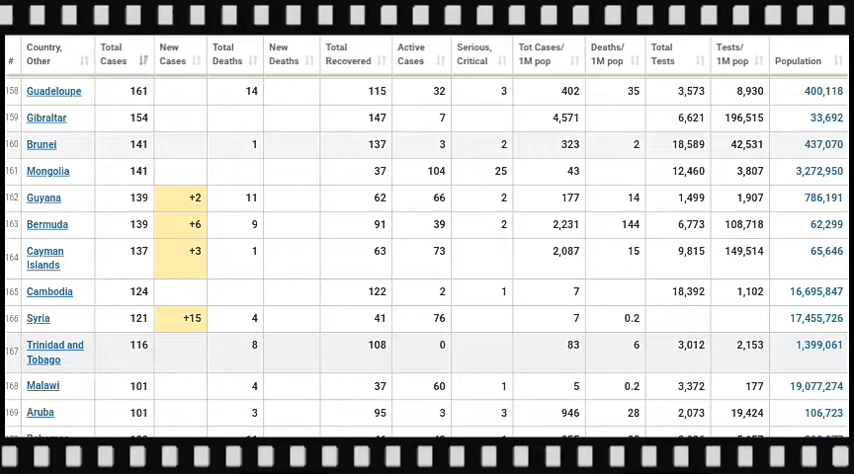 # Country, Other Total Cases New Cases Total Deaths New Deaths Total Recovered Active Cases Serious, Critical Tot Cases/ 1M pop Deaths/ 1M pop Total Tests Tests/ 1M pop Population
158 Guadeloupe 161 14 115 32 3 402 35 3,573 8,930 400,118
159 Gibraltar 154 147 7 4,571 6,621 196,515 33,692
160 Brunei 141 1 137 3 2 323 2 18,589 42,531 437,070
161 Mongolia 141 37 104 25 43 12,460 3,807 3,272,950
162 Guyana 139 +2 11 62 66 2 177 14 1,499 1,907 786,191
163 Bermuda 139 +6 9 91 39 2 2,231 144 6,773 108,718 62,299
164 Cayman Islands 137 +3 1 63 73 2,087 15 9,815 149,514 65,646
165 Cambodia 124 122 2 1 7 18,392 1,102 16,695,847
166 Syria 121 +15 4 41 76 7 0.2 17,455,726
167 Trinidad and Tobago 116 8 108 0 83 6 3,012 2,153 1,399,061
168 Malawi 101 4 37 60 1 5 0.2 3,372 177 19,077,274
169 Aruba 101 3 95 3 3 946 28 2,073 19,424 106,723